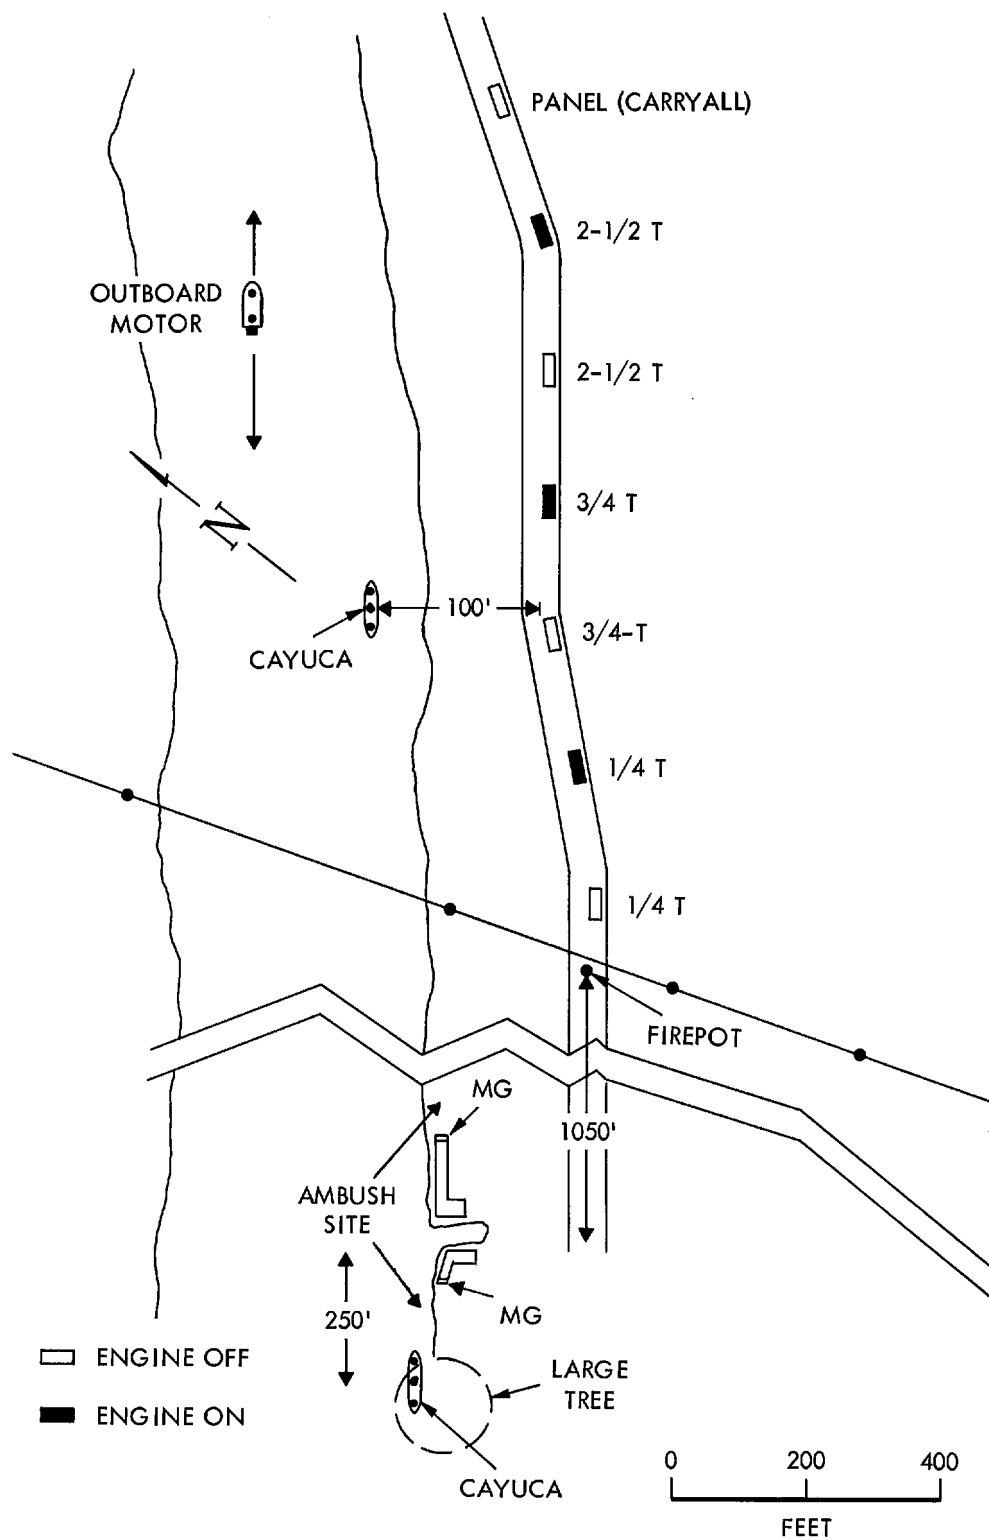 PANEL (CARRYALL)
2-1/2 T
OUTBOARD
MOTOR
2-1/2 T
3/4 T
N
100'
3/4-T
CAYUCA
1/4 T
1/4 T
FIREPOT
MG
1050'
AMBUSH
SITE
250'
MG
ENGINE OFF
LARGE
TREE
ENGINE ON
CAYUCA
0 200 400
FEET